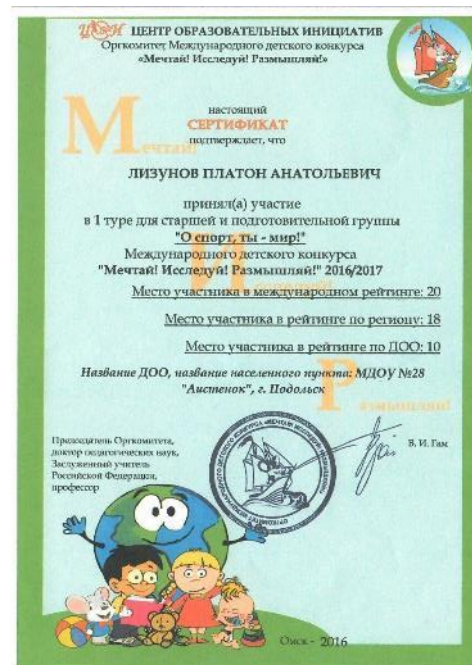 ЦЕНТР ОБРАЗОВАТЕЛЬНЫХ ИНИЦИАТИВ
Оргкомитет Международного детского конкурса
«Мечтай! Исследуй! Размышляй!»
настоящий
СЕРТИФИКАТ
подтверждает, что
Мечтай!
ЛИЗУНОВ ПЛАТОН АНАТОЛЬЕВИЧ
принял(а) участие
в I туре для старшей и подготовительной группы
"О спорт, ты - мир!"
Международного детского конкурса
"Мечтай! Исследуй! Размышляй!" 2016/2017
Исследуй!
Место участника в международном рейтинге: 20
Место участника в рейтинге по региону: 18
Место участника в рейтинге по ДОО: 10
Название ДОО, название населенного пункта: МДОУ №28
"Аистенок", г. Подольск
Размышляй!
Председатель Оргкомитета,
доктор педагогических наук,
Заслуженный учитель
Российской Федерации,
профессор
В. И. Гам
Омск - 2016